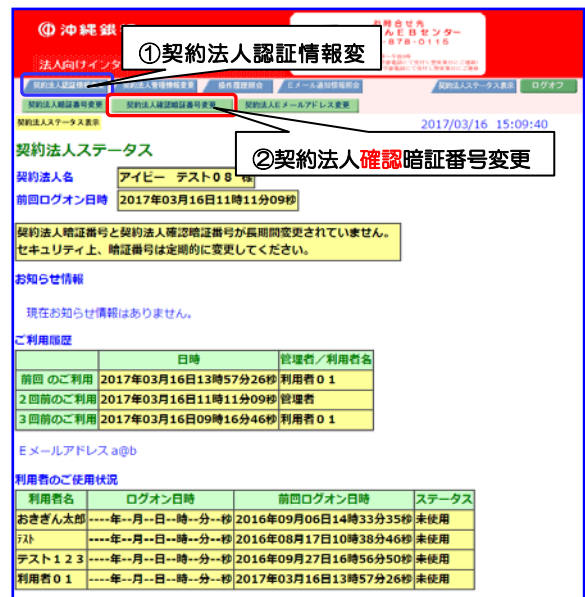 沖縄銀
お問合せ先
EBセンター
-878-0115
法人向けインタ
①契約法人認証情報変
契約法人認証情
契約法人管理情報変更
操作履歴照会
Eメール通知情報照会
契約法人ステータス表示
ログオフ
契約法人暗証番号変更
契約法人確認暗証番号変更
契約法人Eメールアドレス変更
契約法人ステータス表示
2017/03/16 15:09:40
②契約法人確認暗証番号変更
契約法人ステータス
契約法人名 アイビー テスト08 様
前回ログオン日時 2017年03月16日11時11分09秒
契約法人暗証番号と契約法人確認暗証番号が長期間変更されていません。
セキュリティ上、暗証番号は定期的に変更してください。
お知らせ情報
現在お知らせ情報はありません。
ご利用履歴
日時 管理者／利用者名
前回 のご利用 2017年03月16日13時57分26秒 利用者01
2回前のご利用 2017年03月16日11時11分09秒 管理者
3回前のご利用 2017年03月16日09時16分46秒 利用者01
Eメールアドレス a@b
利用者のご使用状況
利用者名 ログオン日時 前回ログオン日時 ステータス
おきぎん太郎 ----年--月--日--時--分--秒 2016年09月06日14時33分35秒 未使用
ﾃｽﾄ ----年--月--日--時--分--秒 2016年08月17日10時38分46秒 未使用
テスト123 ----年--月--日--時--分--秒 2016年09月27日16時56分50秒 未使用
利用者01 ----年--月--日--時--分--秒 2017年03月16日13時57分26秒 未使用